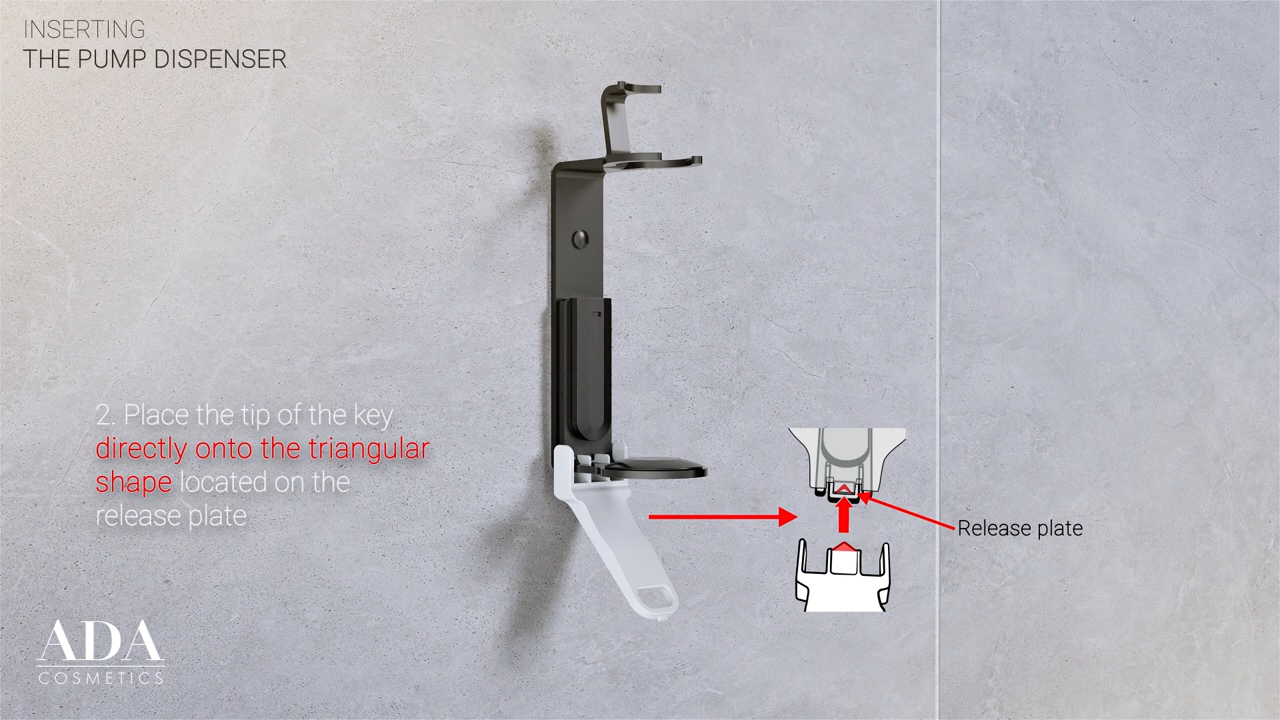 INSERTING
THE PUMP DISPENSER
2. Place the tip of the key
directly onto the triangular
shape located on the
release plate
Release plate
ADA
COSMETICS